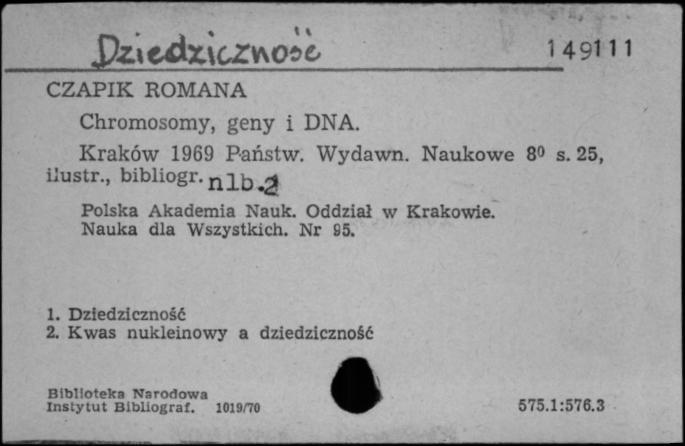 Dziedziczność 149111
CZAPIK ROMANA
Chromosomy, geny i DNA.
Kraków 1969 Państw. Wydawn. Naukowe 8⁰ s. 25,
ilustr., bibliogr. nlb.2
Polska Akademia Nauk. Oddział w Krakowie.
Nauka dla Wszystkich. Nr 95.
1. Dziedziczność
2. Kwas nukleinowy a dziedziczność
Biblioteka Narodowa
Instytut Bibliograf. 1019/70 575.1:576.3